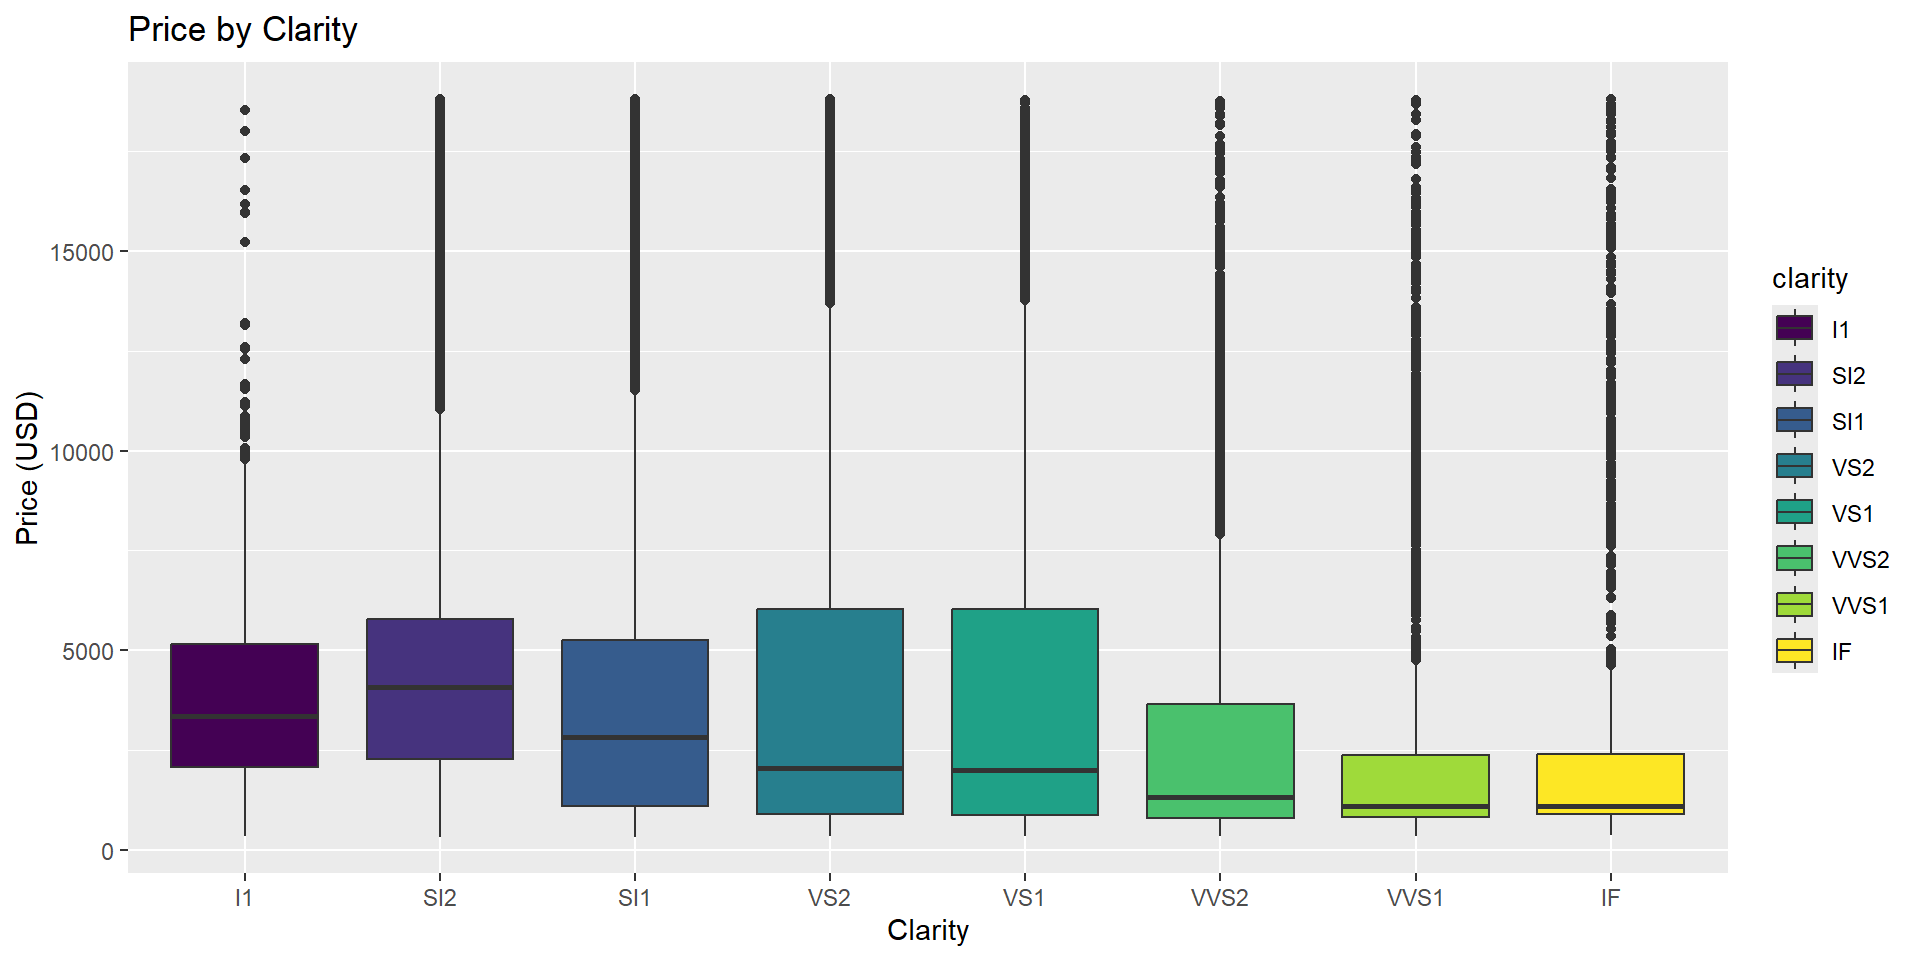 Price by Clarity
Price (USD)
15000
10000
5000
0
I1 SI2 SI1 VS2 VS1 VVS2 VVS1 IF
Clarity
clarity
I1
SI2
SI1
VS2
VS1
VVS2
VVS1
IF